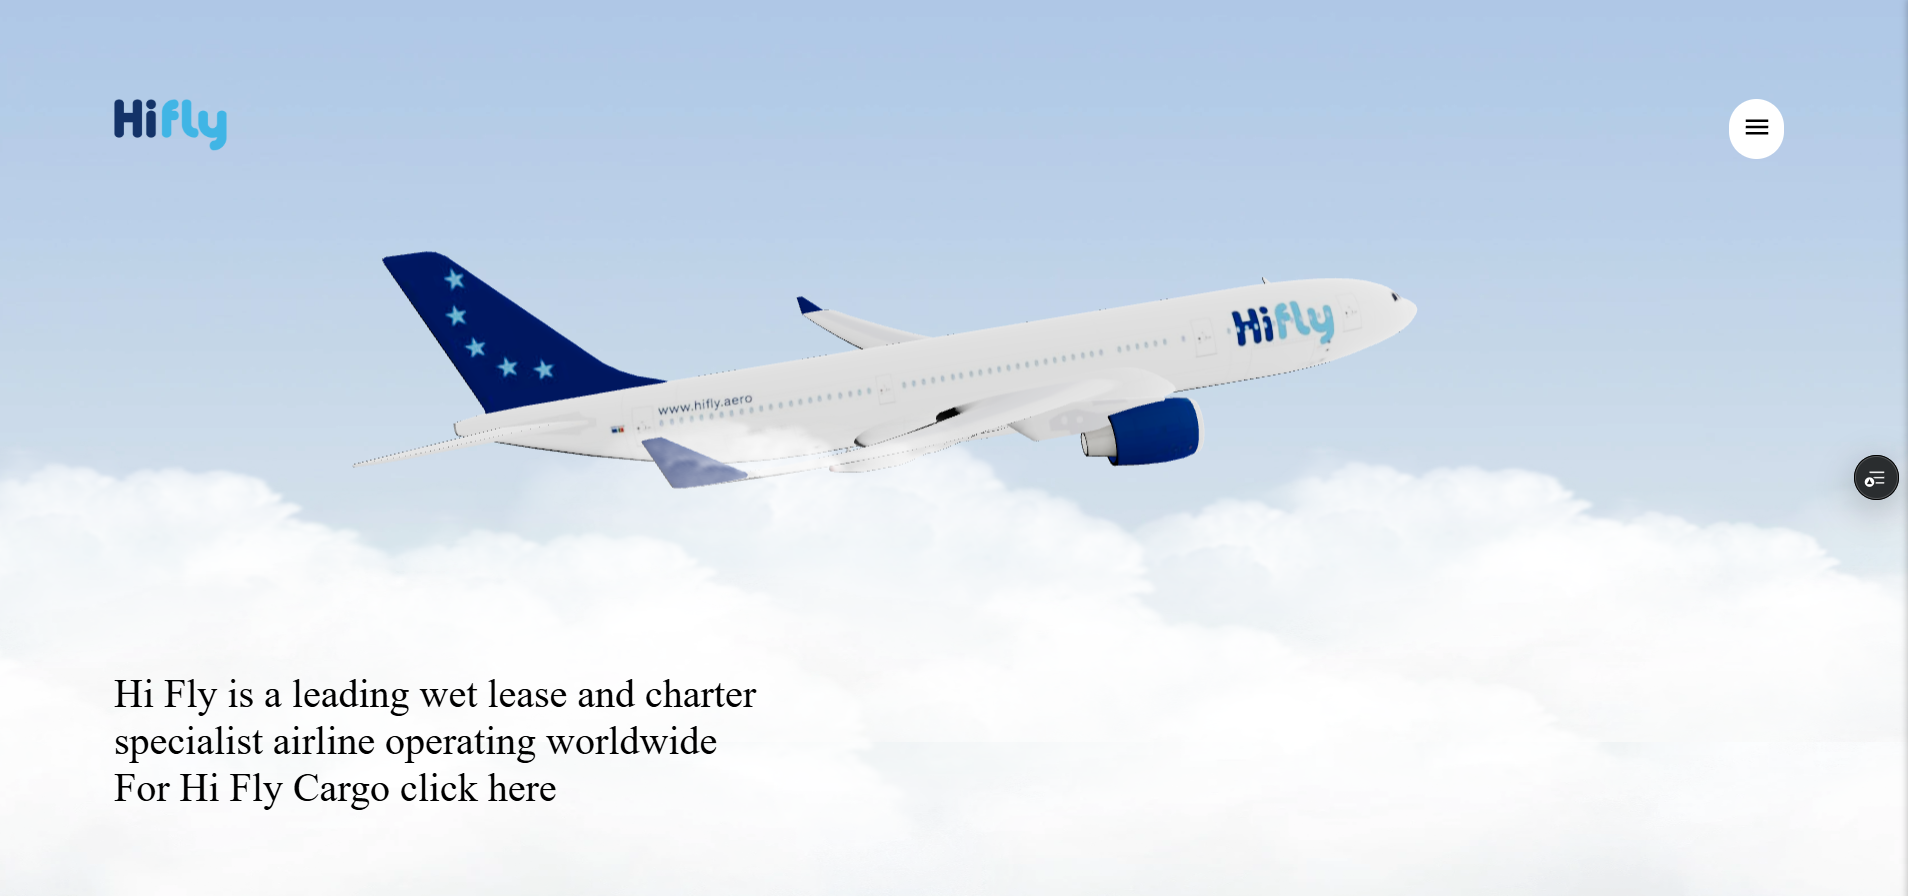 Hifly
Hifly
www.hifly.aero
Hi Fly is a leading wet lease and charter
specialist airline operating worldwide
For Hi Fly Cargo click here